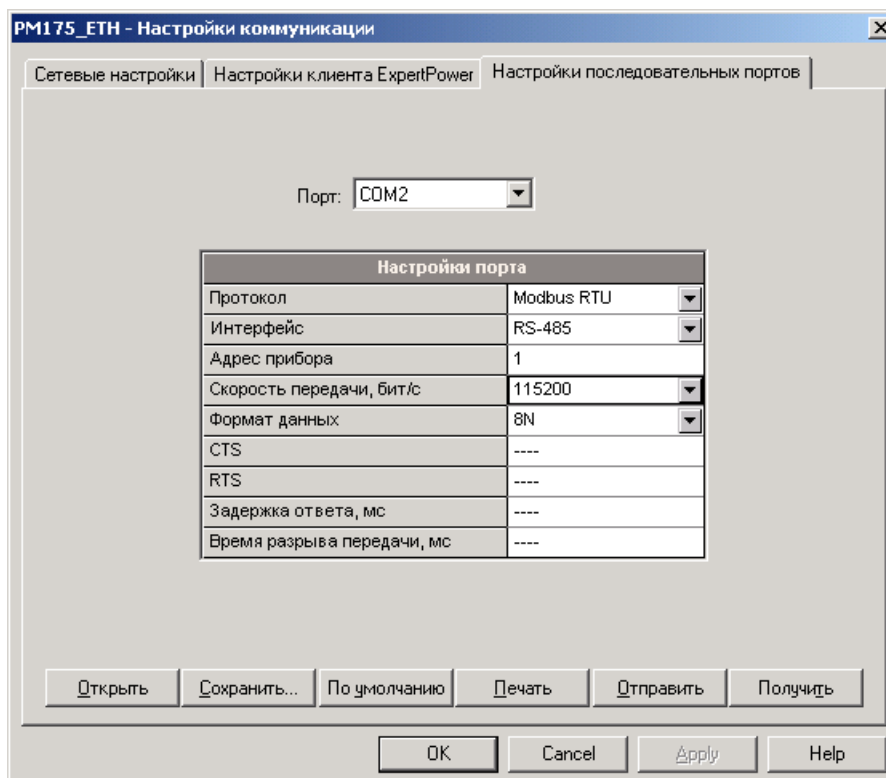 PM175_ETH - Настройки коммуникации
Сетевые настройки Настройки клиента ExpertPower Настройки последовательных портов
Порт: COM2
Настройки порта
Протокол Modbus RTU
Интерфейс RS-485
Адрес прибора 1
Скорость передачи, бит/с 115200
Формат данных 8N
CTS ----
RTS ----
Задержка ответа, мс ----
Время разрыва передачи, мс ----
Открыть Сохранить... По умолчанию Печать Отправить Получить
OK Cancel Apply Help